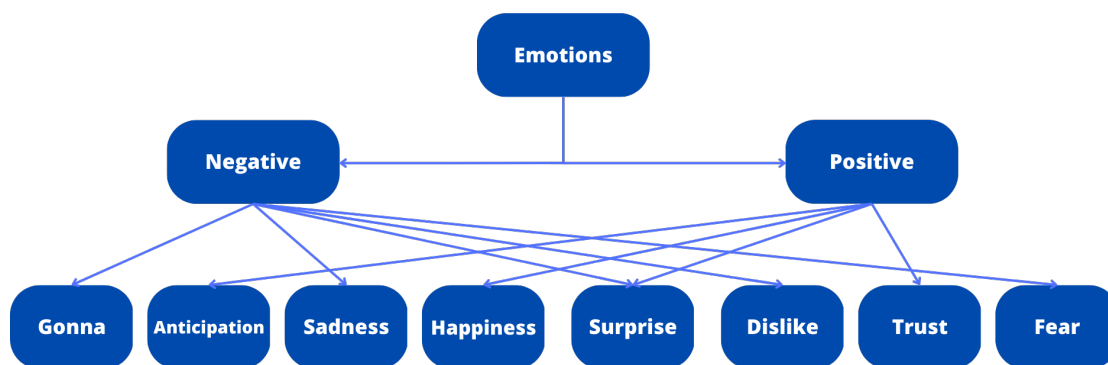 Emotions
Negative
Positive
Gonna
Anticipation
Sadness
Happiness
Surprise
Dislike
Trust
Fear